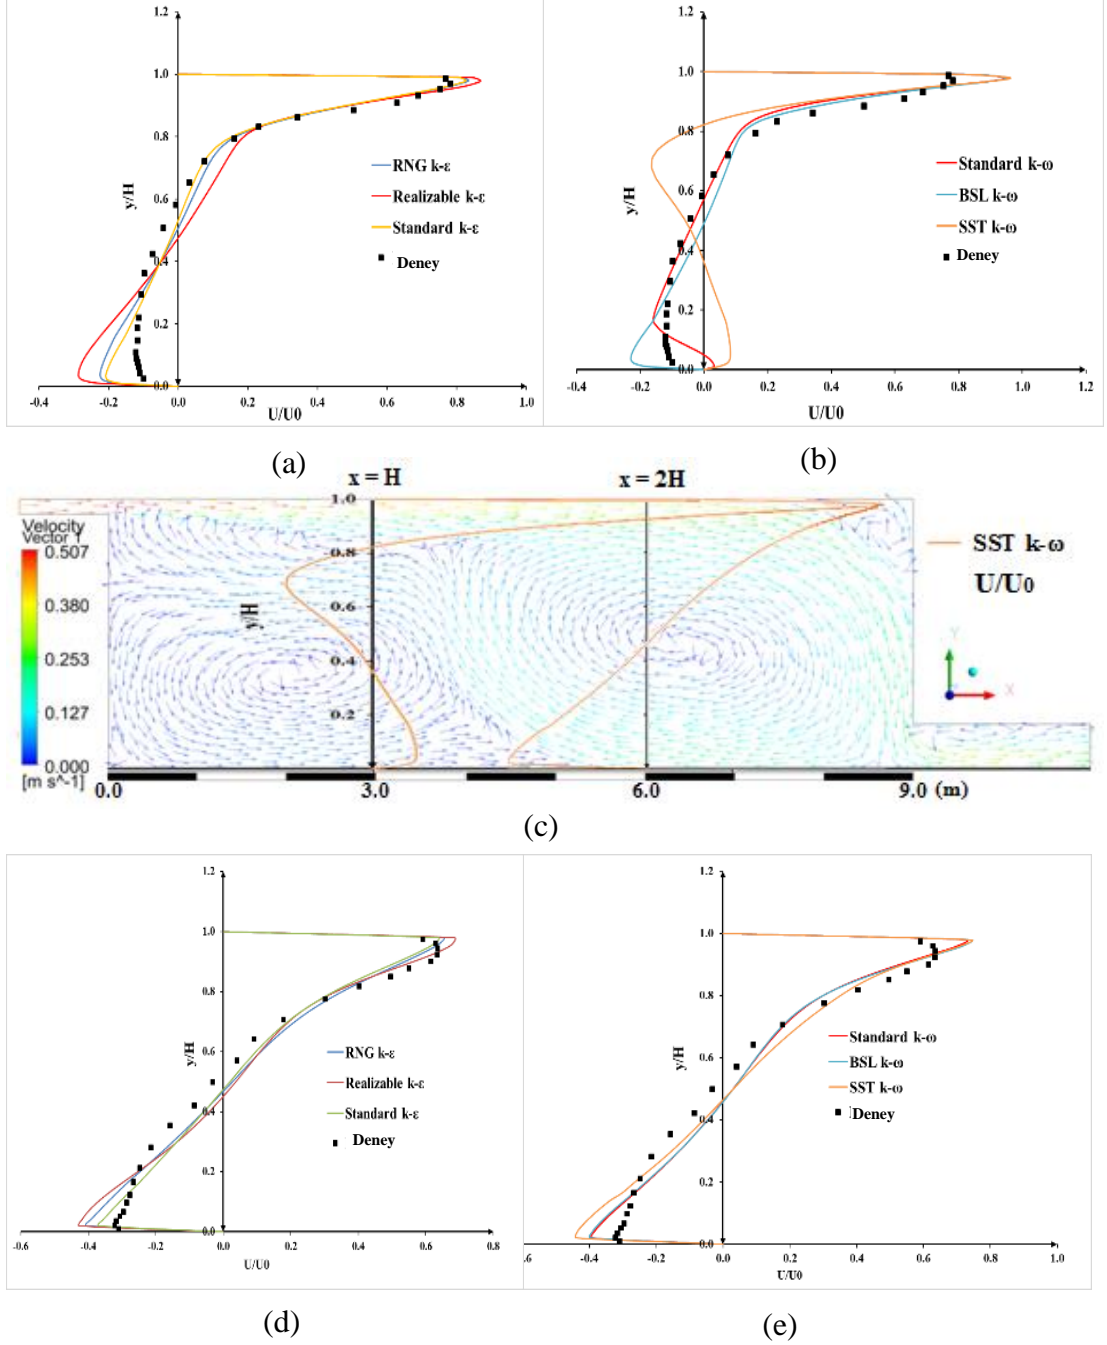 1.2
1.0
0.8
0.6
0.4
0.2
0.0
y/H
-0.4
-0.2
0.0
0.2
0.4
0.6
0.8
1.0
U/U0
RNG k-ε
Realizable k-ε
Standard k-ε
Deney
(a)
1.2
1.0
0.8
0.6
0.4
0.2
0.0
y/H
-0.4
-0.2
0.0
0.2
0.4
0.6
0.8
1.0
1.2
U/U0
Standard k-ω
BSL k-ω
SST k-ω
Deney
(b)
x = H
x = 2H
Velocity
Vector 1
0.507
0.380
0.253
0.127
0.000
[m s^-1]
1.0
0.8
0.6
0.4
0.2
y/H
SST k-ω
U/U0
Y
X
0.0
3.0
6.0
9.0 (m)
(c)
1.2
1.0
0.8
0.6
0.4
0.2
0.0
y/H
-0.6
-0.4
-0.2
0.0
0.2
0.4
0.6
0.8
U/U0
RNG k-ε
Realizable k-ε
Standard k-ε
Deney
(d)
1.2
1.0
0.8
0.6
0.4
0.2
0.0
y/H
.6
-0.4
-0.2
0.0
0.2
0.4
0.6
0.8
1.0
U/U0
Standard k-ω
BSL k-ω
SST k-ω
Deney
(e)